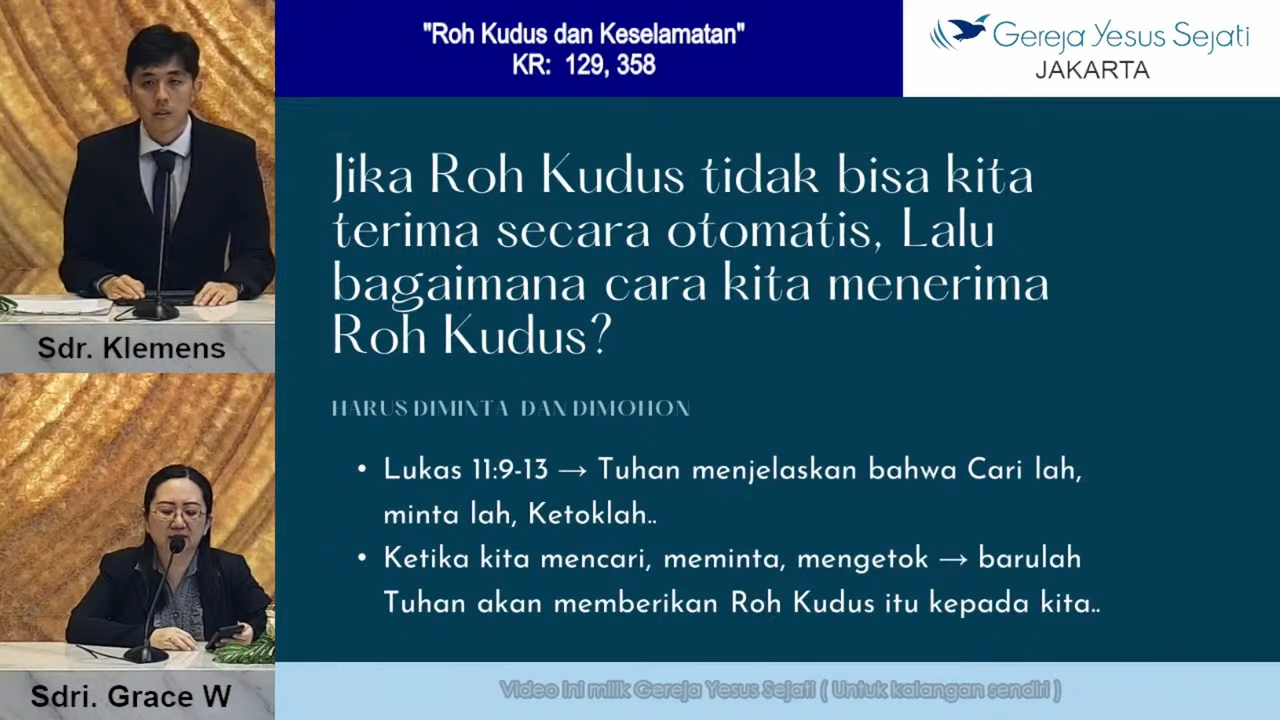 "Roh Kudus dan Keselamatan"
KR: 129, 358
Gereja Yesus Sejati
JAKARTA
Jika Roh Kudus tidak bisa kita
terima secara otomatis, Lalu
bagaimana cara kita menerima
Roh Kudus?
HARUS DIMINTA DAN DIMOHON
• Lukas 11:9-13 → Tuhan menjelaskan bahwa Cari lah,
minta lah, Ketoklah..
• Ketika kita mencari, meminta, mengetok → barulah
Tuhan akan memberikan Roh Kudus itu kepada kita..
Sdr. Klemens
Sdri. Grace W
Video ini milik Gereja Yesus Sejati ( Untuk kalangan sendiri )